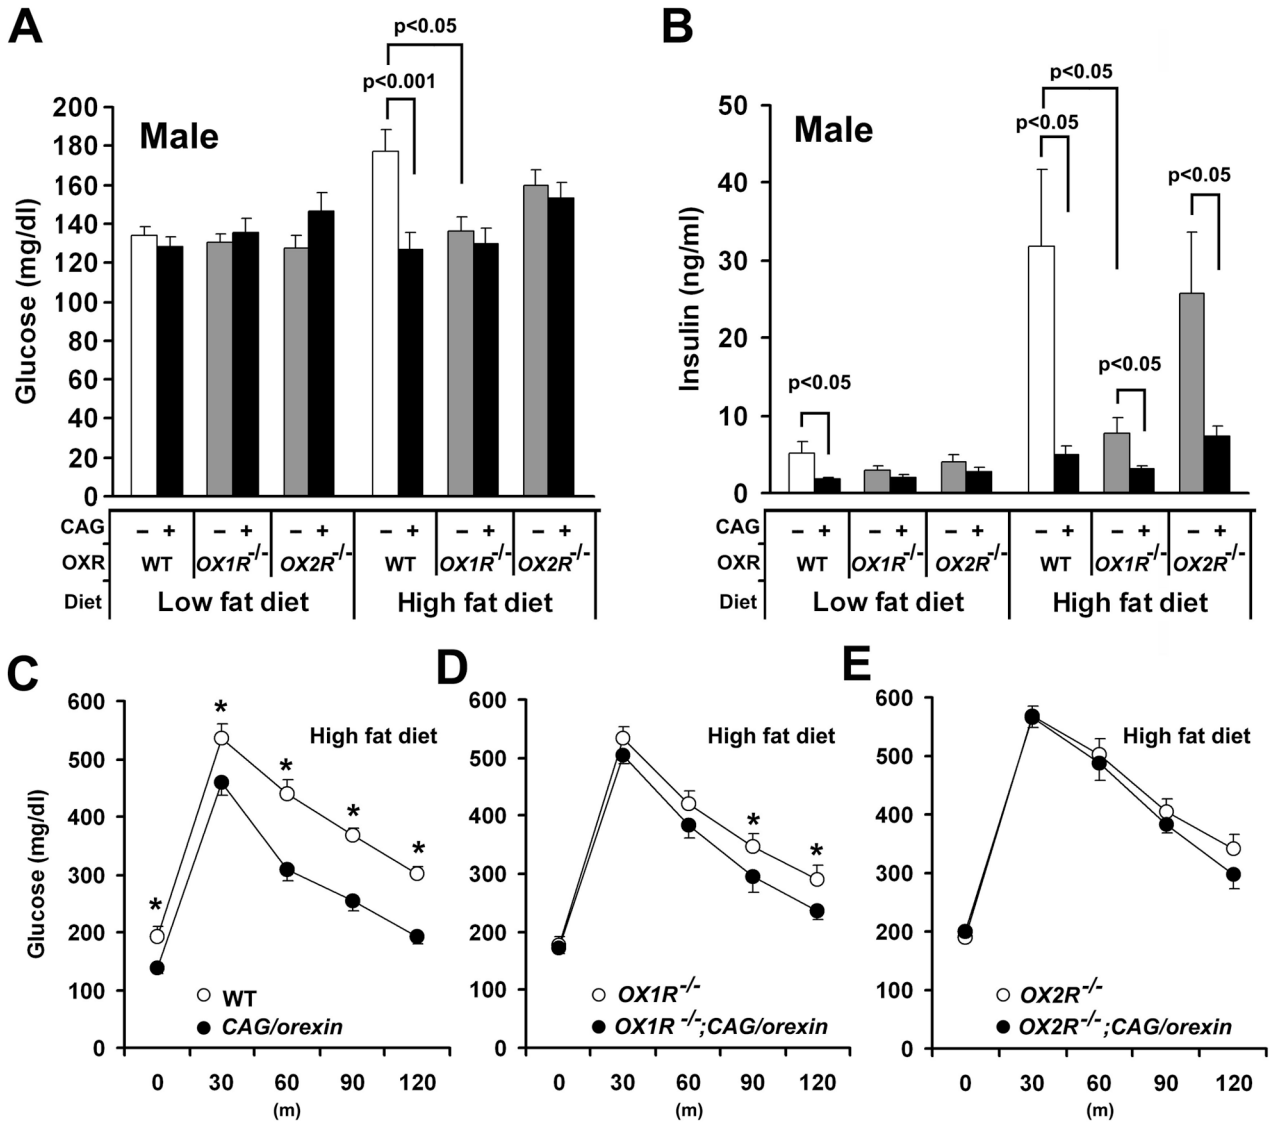 A
p<0.05
p<0.001
Male
Glucose (mg/dl)
200
180
160
140
120
100
80
60
40
20
0
CAG – + – + – + – + – + – +
OXR WT OX1R-/- OX2R-/- WT OX1R-/- OX2R-/-
Diet Low fat diet High fat diet
B
p<0.05
p<0.05
p<0.05
p<0.05
p<0.05
Male
Insulin (ng/ml)
50
40
30
20
10
0
CAG – + – + – + – + – + – +
OXR WT OX1R-/- OX2R-/- WT OX1R-/- OX2R-/-
Diet Low fat diet High fat diet
C
High fat diet
Glucose (mg/dl)
600
500
400
300
200
100
0
* * * * *
WT
CAG/orexin
0 30 60 90 120
(m)
D
High fat diet
600
500
400
300
200
100
0
* *
OX1R-/-
OX1R-/-;CAG/orexin
0 30 60 90 120
(m)
E
High fat diet
600
500
400
300
200
100
0
OX2R-/-
OX2R-/-;CAG/orexin
0 30 60 90 120
(m)